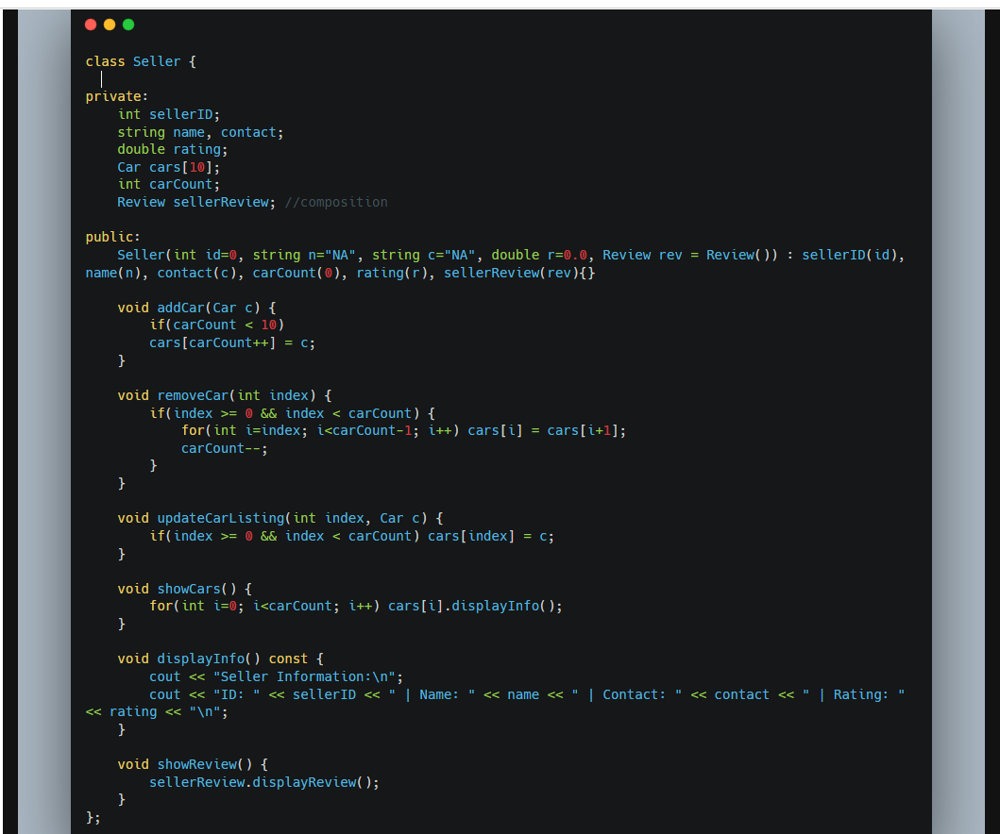 class Seller {
private:
    int sellerID;
    string name, contact;
    double rating;
    Car cars[10];
    int carCount;
    Review sellerReview; //composition
public:
    Seller(int id=0, string n="NA", string c="NA", double r=0.0, Review rev = Review()) : sellerID(id),
name(n), contact(c), carCount(0), rating(r), sellerReview(rev){}
    void addCar(Car c) {
        if(carCount < 10)
        cars[carCount++] = c;
    }
    void removeCar(int index) {
        if(index >= 0 && index < carCount) {
            for(int i=index; i<carCount-1; i++) cars[i] = cars[i+1];
            carCount--;
        }
    }
    void updateCarListing(int index, Car c) {
        if(index >= 0 && index < carCount) cars[index] = c;
    }
    void showCars() {
        for(int i=0; i<carCount; i++) cars[i].displayInfo();
    }
    void displayInfo() const {
        cout << "Seller Information:\n";
        cout << "ID: " << sellerID << " | Name: " << name << " | Contact: " << contact << " | Rating: "
<< rating << "\n";
    }
    void showReview() {
        sellerReview.displayReview();
    }
};